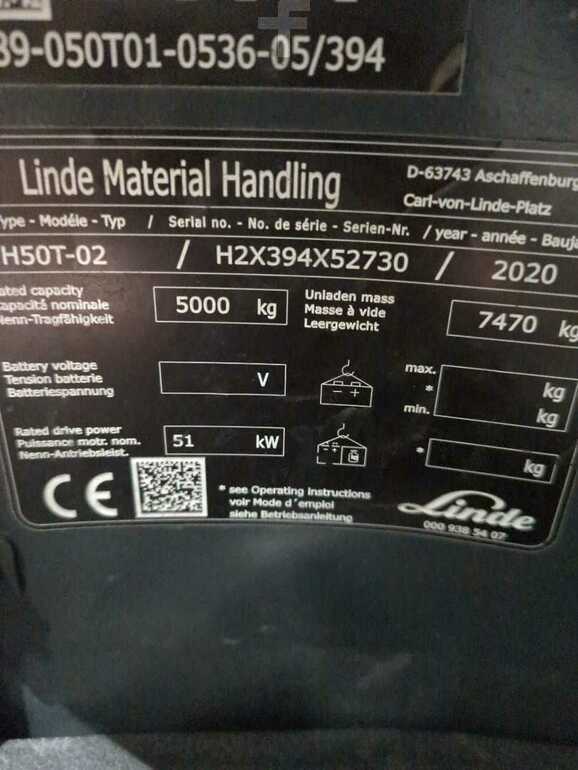 39-050T01-0536-05/394
Linde Material Handling
D-63743 Aschaffenburg
Carl-von-Linde-Platz
Type - Modéle - Typ / Serial no. - No. de série - Serien-Nr. / year - année - Bauja
H50T-02 / H2X394X52730 / 2020
ated capacity
apacité nominale
enn-Tragfähigkeit
5000 kg
Unladen mass
Masse à vide
Leergewicht
7470 kg
Battery voltage
Tension batterie
Batteriespannung
V
max.
*
min.
kg
kg
Rated drive power
Puissance motr. nom.
Nenn-Antriebsleist.
51 kW
*
kg
CE
* see Operating Instructions
voir Mode d´emploi
siehe Betriebsanleitung
Linde
000 938 54 07